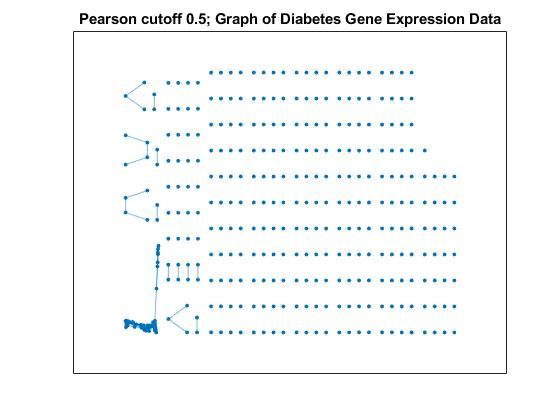 Pearson cutoff 0.5; Graph of Diabetes Gene Expression Data